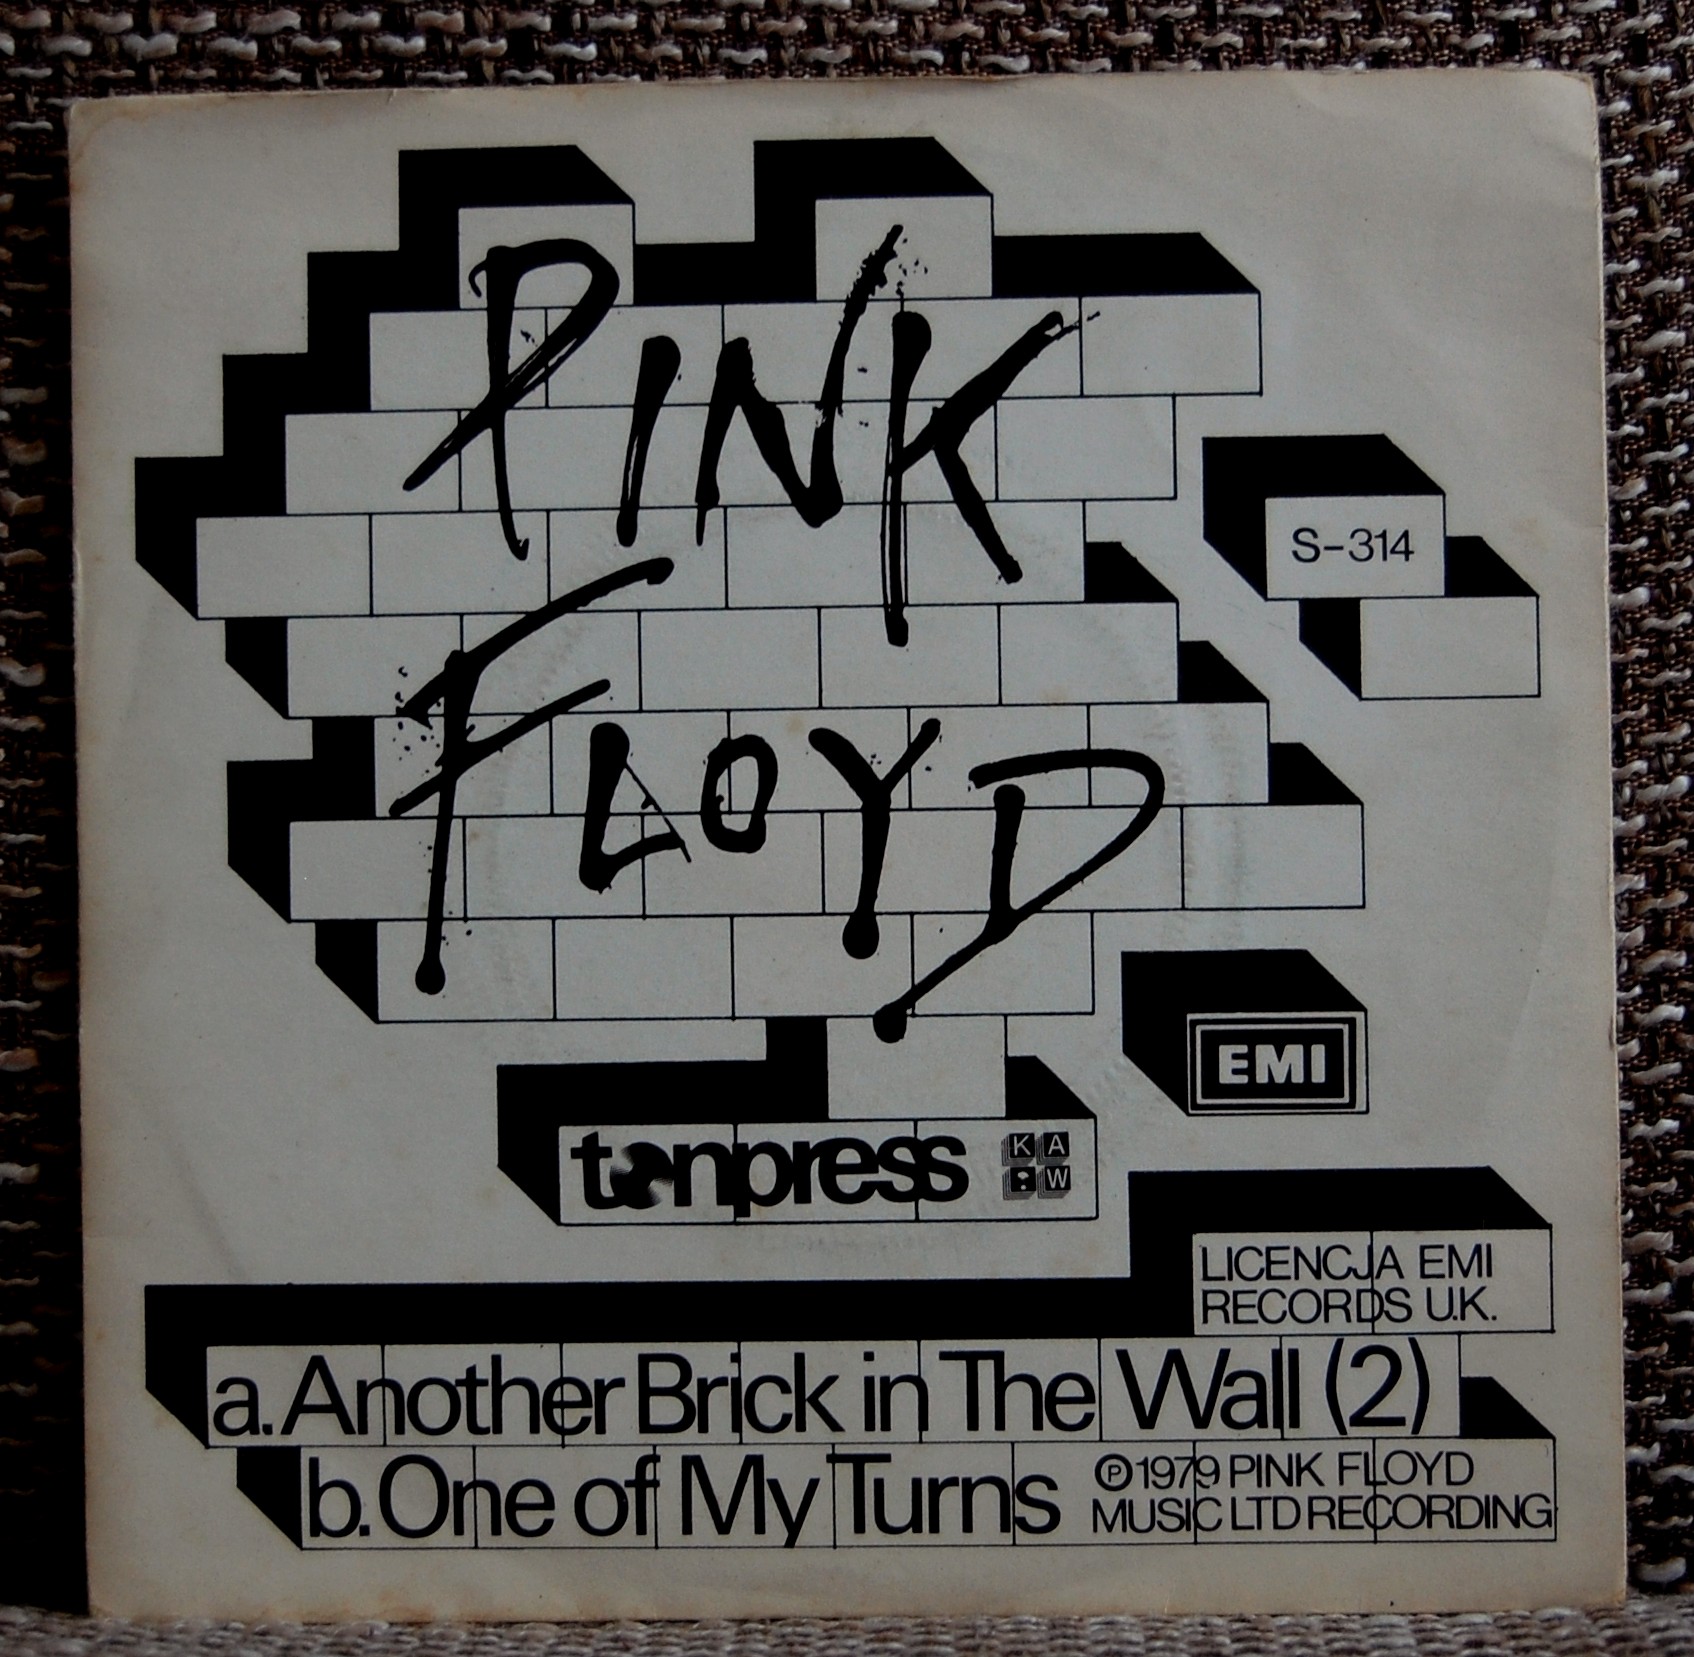 PINK
FLOYD
S-314
EMI
tonpress
K A
W
LICENCJA EMI
RECORDS U.K.
a. Another Brick in The Wall (2)
b. One of My Turns
℗ 1979 PINK FLOYD
MUSIC LTD RECORDING